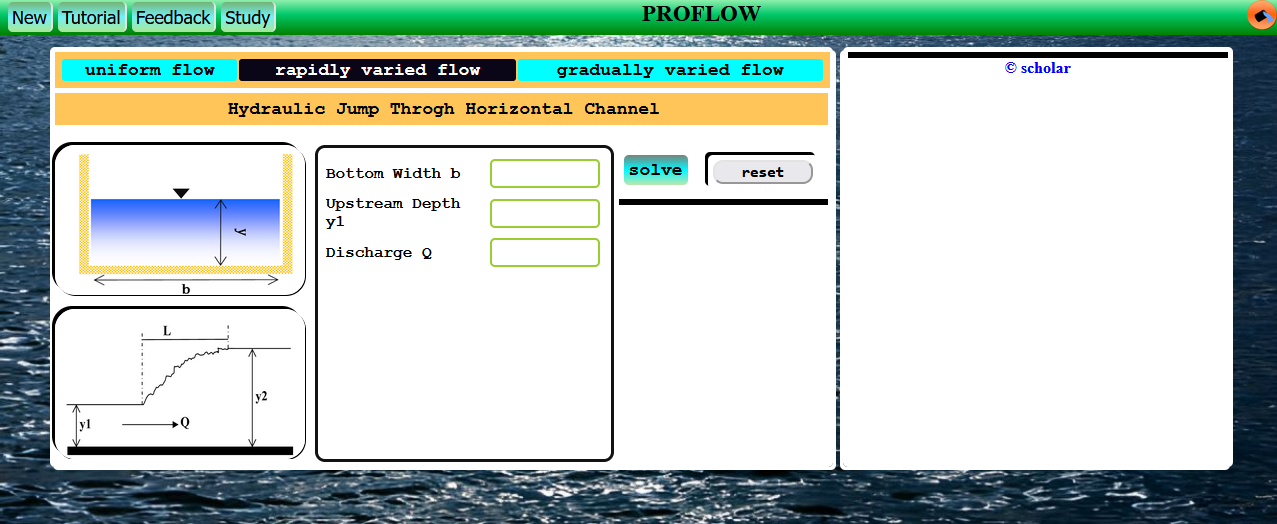 New Tutorial Feedback Study PROFLOW
uniform flow rapidly varied flow gradually varied flow
© scholar
Hydraulic Jump Throgh Horizontal Channel
y
b
Bottom Width b
Upstream Depth
y1
Discharge Q
solve reset
L
y1
Q
y2